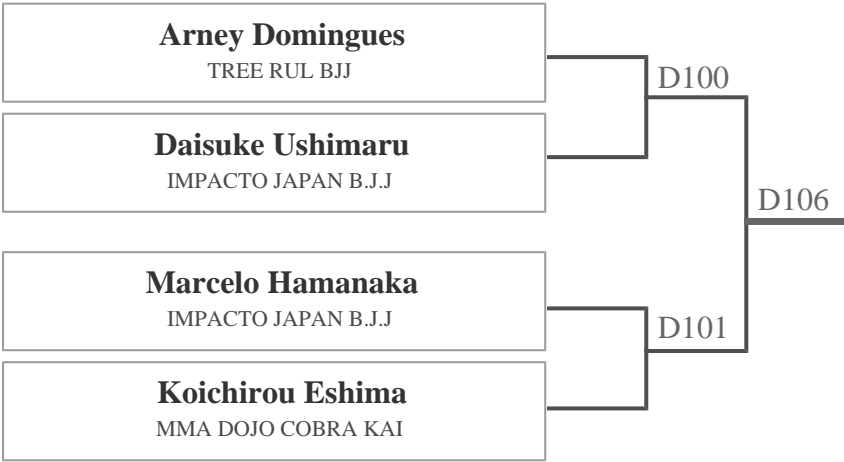 Arney Domingues
TREE RUL BJJ
D100
Daisuke Ushimaru
IMPACTO JAPAN B.J.J
D106
Marcelo Hamanaka
IMPACTO JAPAN B.J.J
D101
Koichirou Eshima
MMA DOJO COBRA KAI